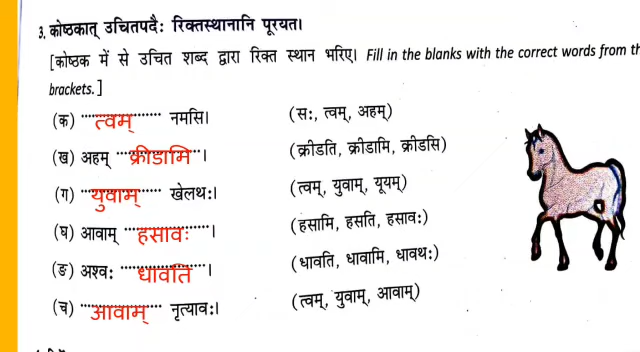 3. कोष्ठकात् उचितपदैः रिक्तस्थानानि पूरयत।
[कोष्ठक में से उचित शब्द द्वारा रिक्त स्थान भरिए। Fill in the blanks with the correct words from th
brackets.]
(क) त्वम् नमसि। (सः, त्वम्, अहम्)
(ख) अहम् क्रीडामि। (क्रीडति, क्रीडामि, क्रीडसि)
(ग) युवाम् खेलथः। (त्वम्, युवाम्, यूयम्)
(घ) आवाम् हसावः। (हसामि, हसति, हसावः)
(ङ) अश्वः धावति। (धावति, धावामि, धावथः)
(च) आवाम् नृत्यावः। (त्वम्, युवाम्, आवाम्)